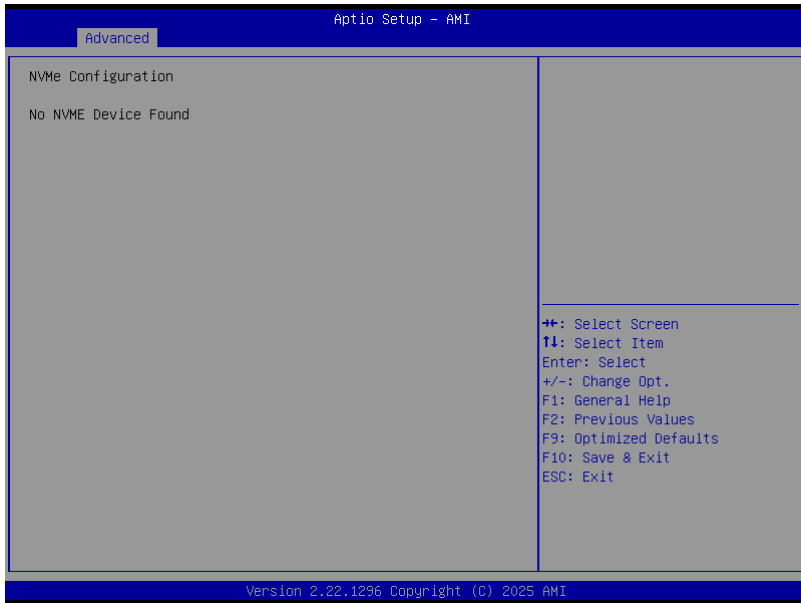 Aptio Setup – AMI
Advanced
NVMe Configuration
No NVME Device Found
→←: Select Screen
↑↓: Select Item
Enter: Select
+/-: Change Opt.
F1: General Help
F2: Previous Values
F9: Optimized Defaults
F10: Save & Exit
ESC: Exit
Version 2.22.1296 Copyright (C) 2025 AMI